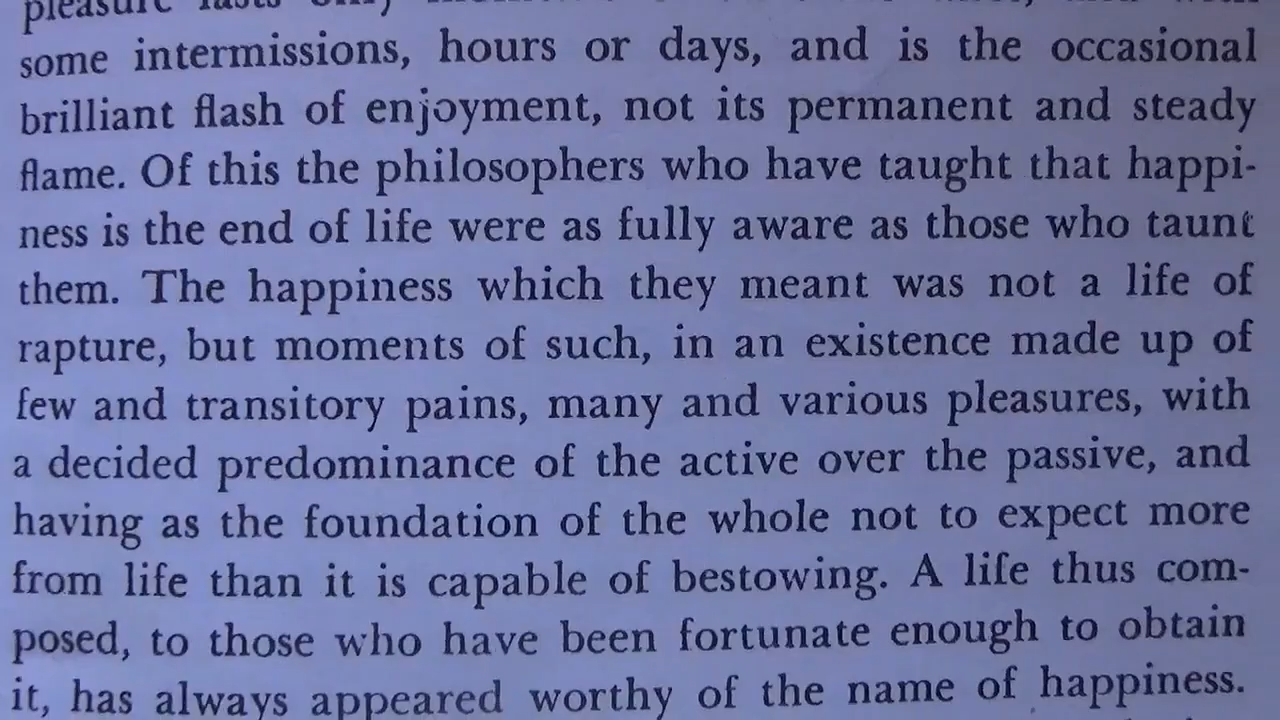 pleasure lasts only
some intermissions, hours or days, and is the occasional
brilliant flash of enjoyment, not its permanent and steady
flame. Of this the philosophers who have taught that happi-
ness is the end of life were as fully aware as those who taunt
them. The happiness which they meant was not a life of
rapture, but moments of such, in an existence made up of
few and transitory pains, many and various pleasures, with
a decided predominance of the active over the passive, and
having as the foundation of the whole not to expect more
from life than it is capable of bestowing. A life thus com-
posed, to those who have been fortunate enough to obtain
it, has always appeared worthy of the name of happiness.